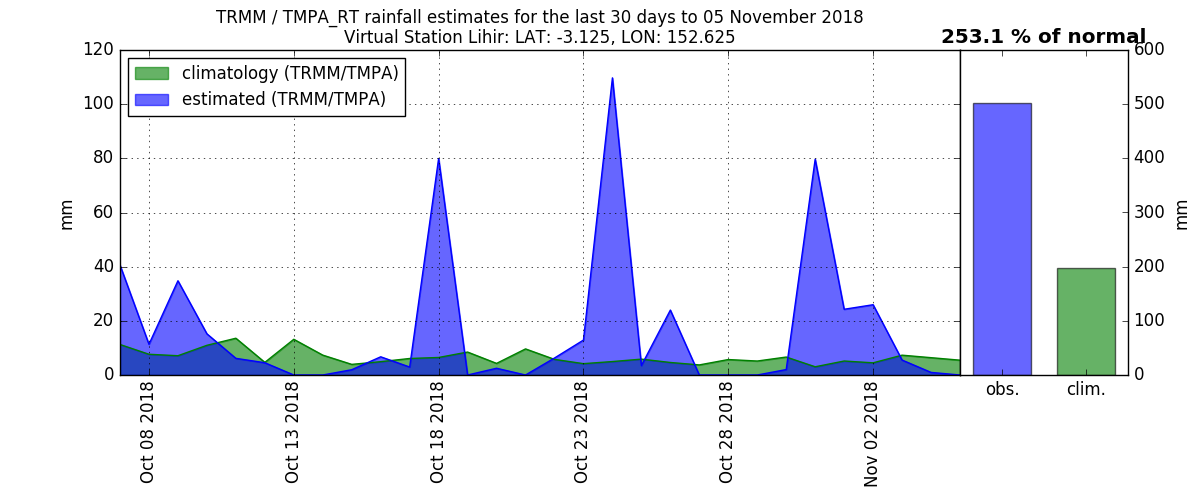 TRMM / TMPA_RT rainfall estimates for the last 30 days to 05 November 2018
Virtual Station Lihir: LAT: -3.125, LON: 152.625
253.1 % of normal
climatology (TRMM/TMPA)
estimated (TRMM/TMPA)
mm
120
100
80
60
40
20
0
Oct 08 2018
Oct 13 2018
Oct 18 2018
Oct 23 2018
Oct 28 2018
Nov 02 2018
600
500
400
300
200
100
0
mm
obs.
clim.